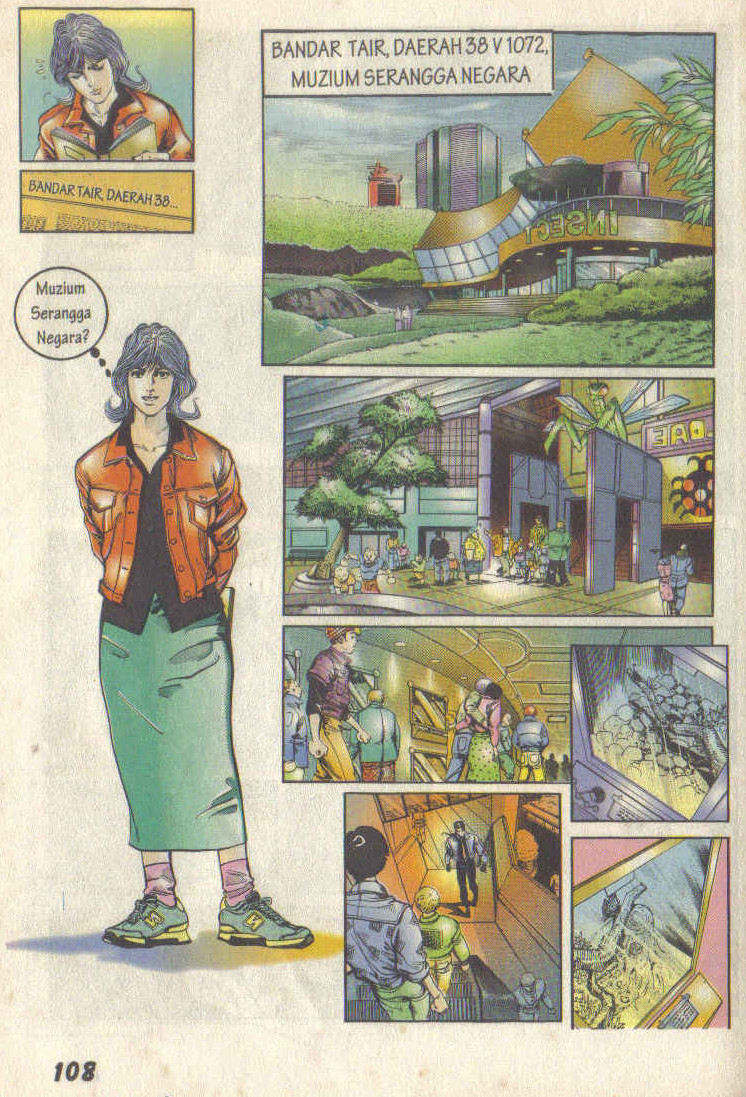 BANDAR TAIR, DAERAH 38 V 1072,
MUZIUM SERANGGA NEGARA
BANDAR TAIR, DAERAH 38...
Muzium
Serangga
Negara?
INSECT
108